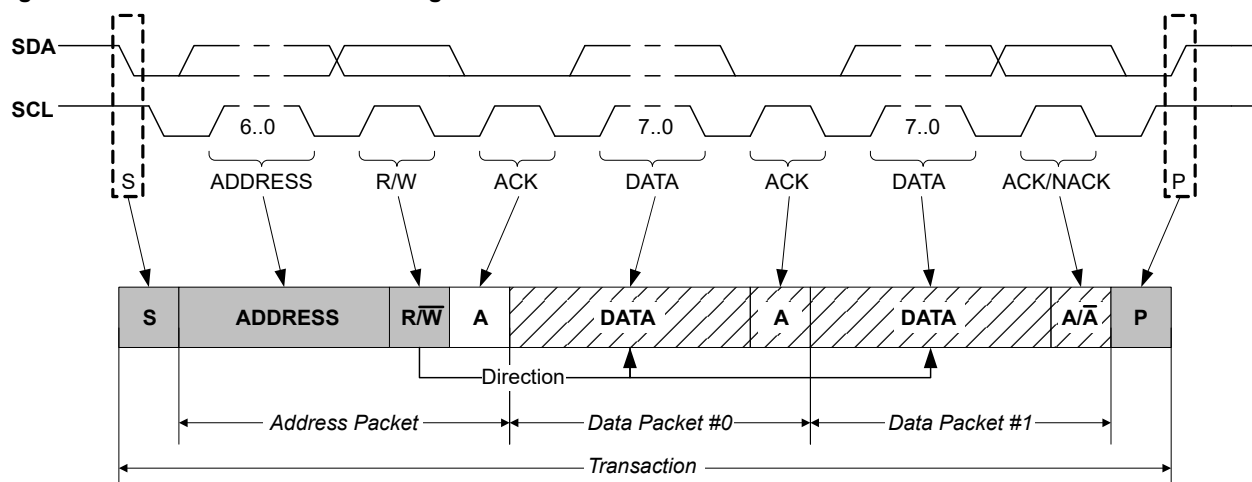 SDA
SCL
6..0 7..0 7..0
S ADDRESS R/W ACK DATA ACK DATA ACK/NACK P
S ADDRESS R/W̅ A DATA A DATA A/A̅ P
Direction
Address Packet Data Packet #0 Data Packet #1
Transaction